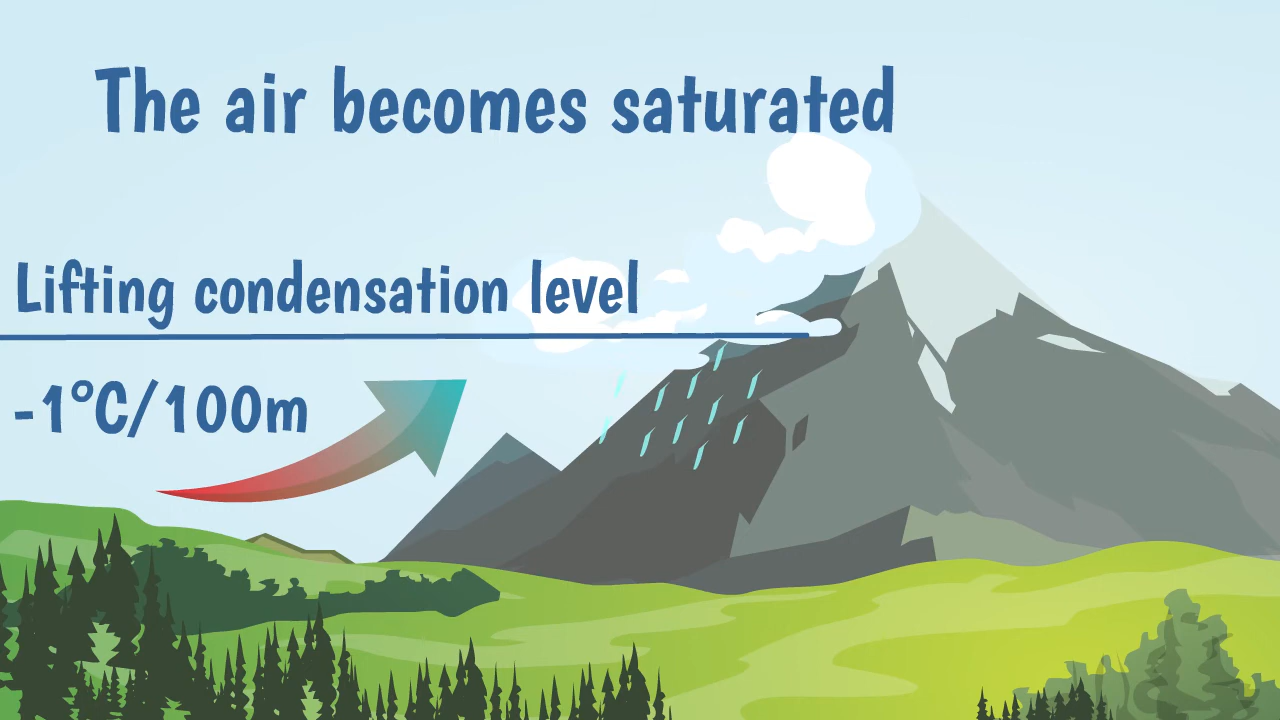 The air becomes saturated
Lifting condensation level
-1°C/100m